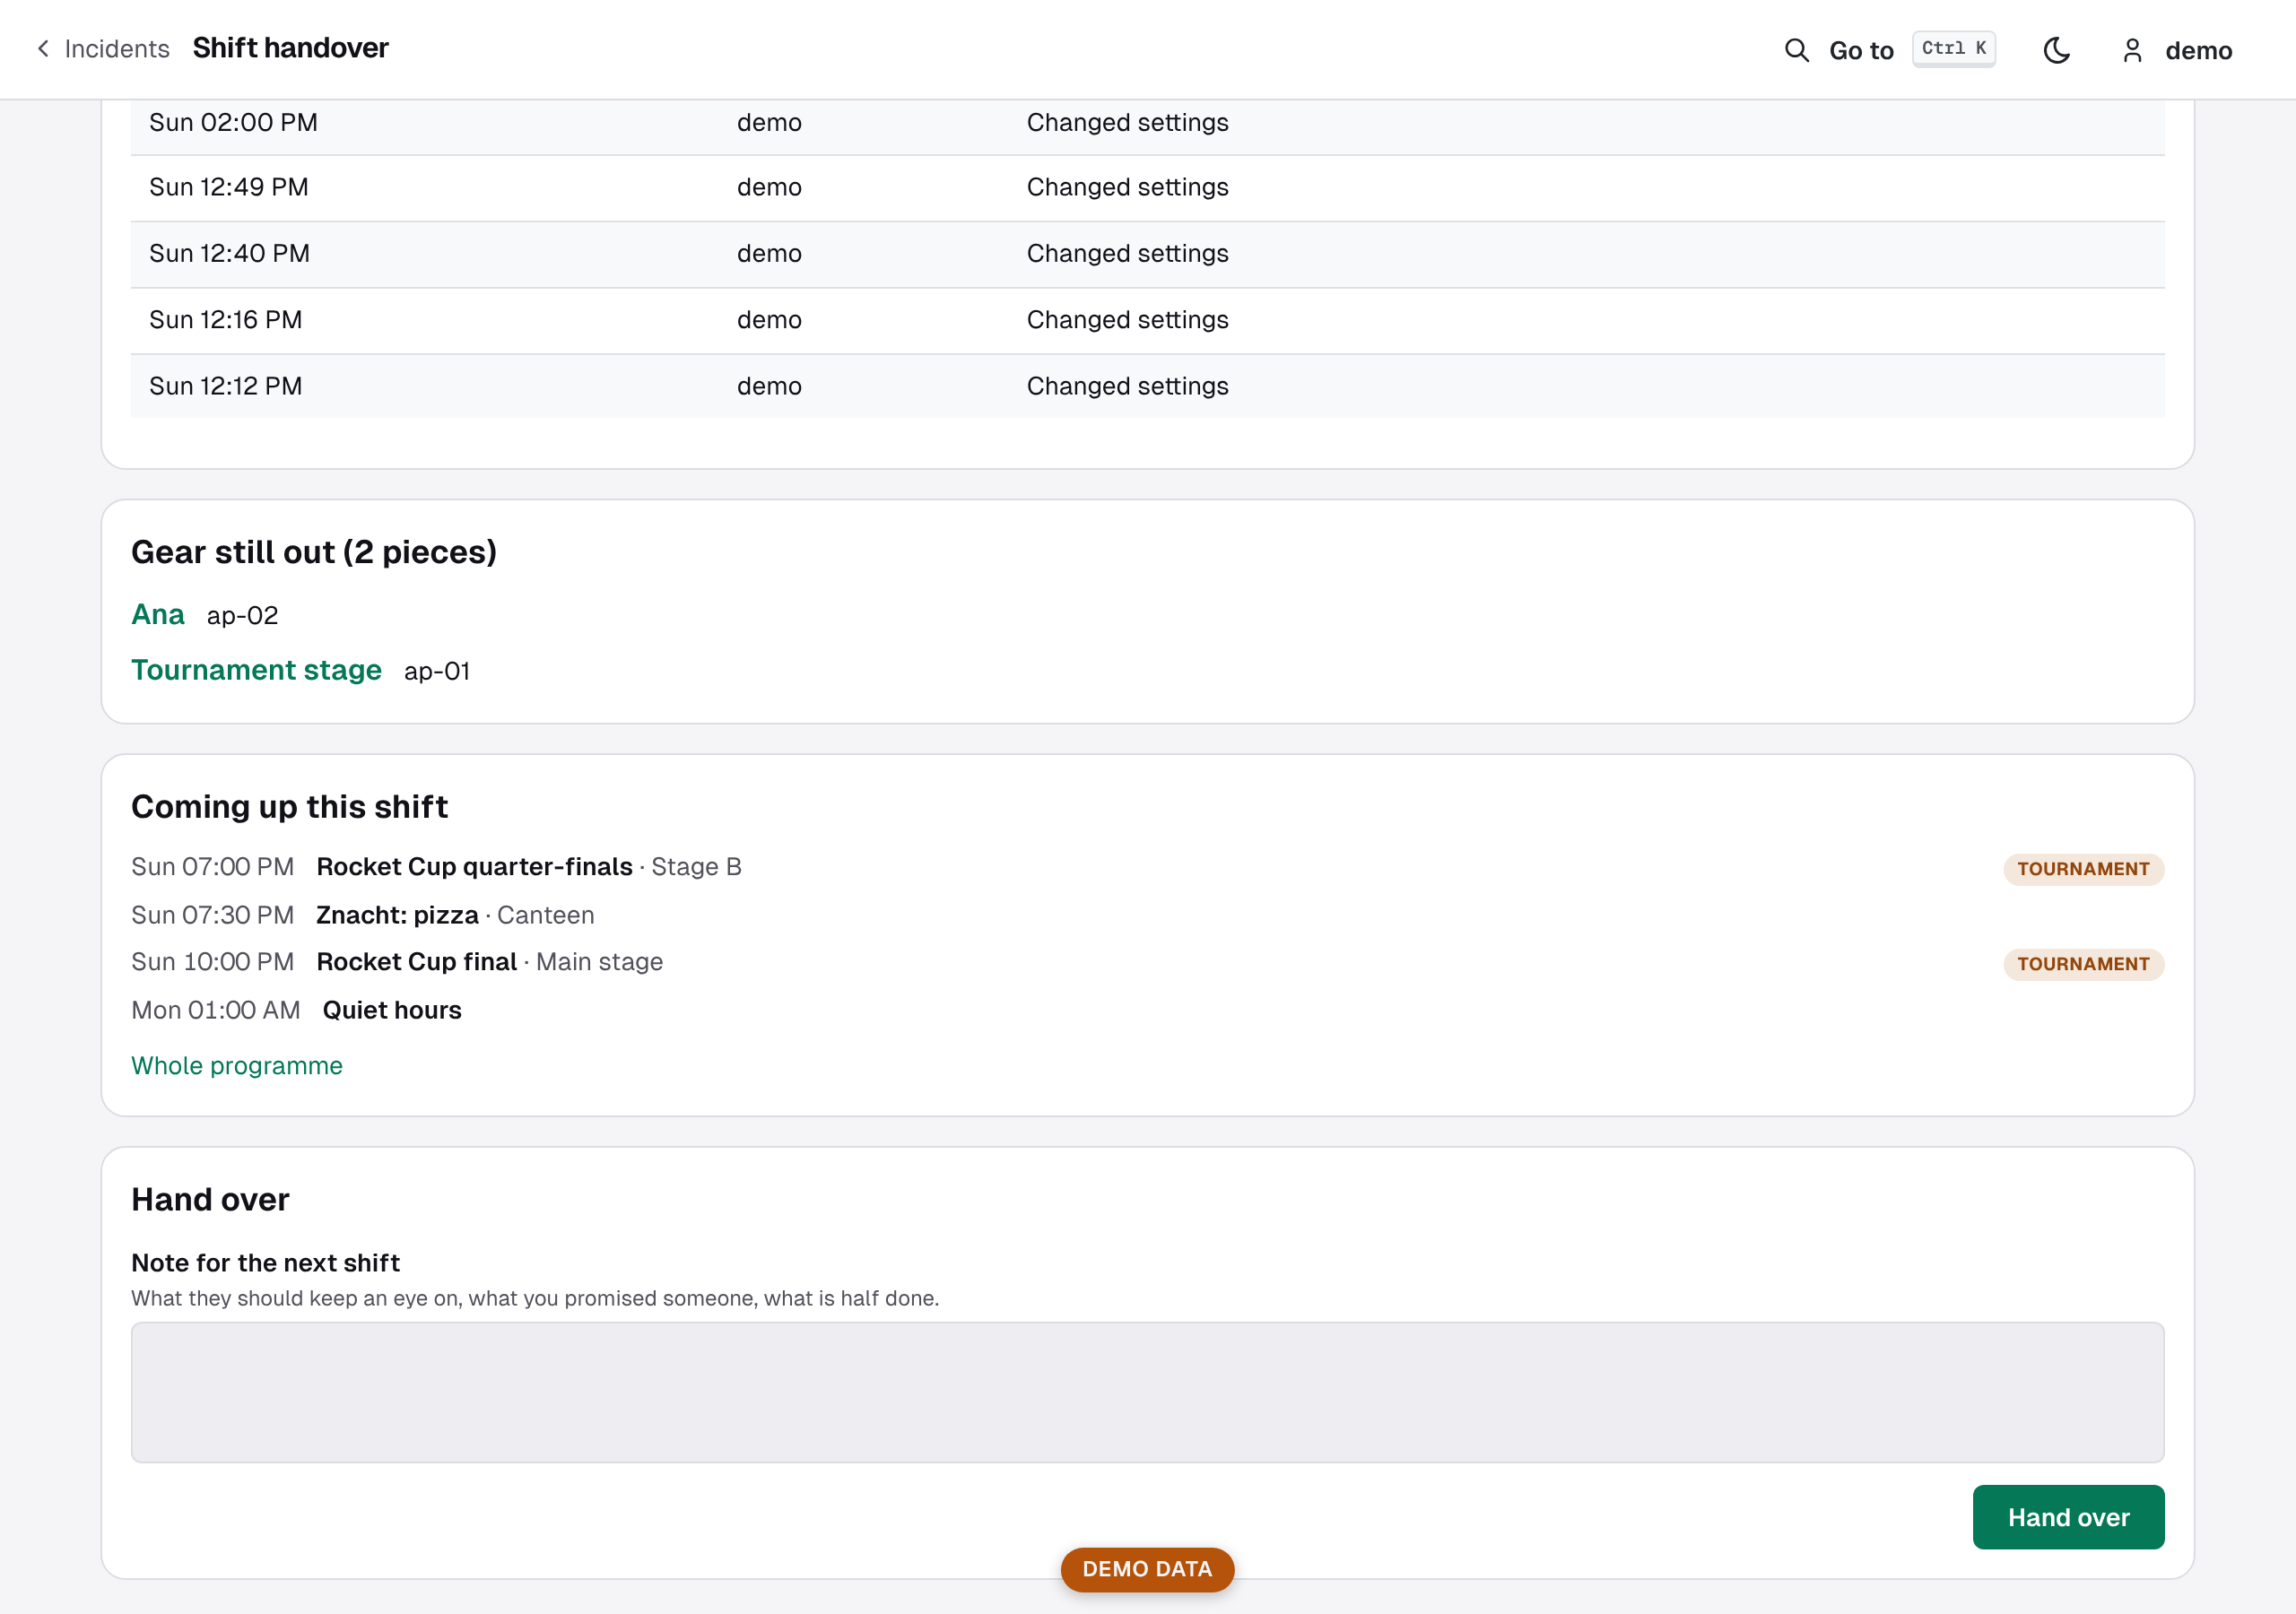 Incidents Shift handover Go to Ctrl K demo
Sun 02:00 PM demo Changed settings
Sun 12:49 PM demo Changed settings
Sun 12:40 PM demo Changed settings
Sun 12:16 PM demo Changed settings
Sun 12:12 PM demo Changed settings
Gear still out (2 pieces)
Ana ap-02
Tournament stage ap-01
Coming up this shift
Sun 07:00 PM Rocket Cup quarter-finals · Stage B TOURNAMENT
Sun 07:30 PM Znacht: pizza · Canteen
Sun 10:00 PM Rocket Cup final · Main stage TOURNAMENT
Mon 01:00 AM Quiet hours
Whole programme
Hand over
Note for the next shift
What they should keep an eye on, what you promised someone, what is half done.
Hand over
DEMO DATA